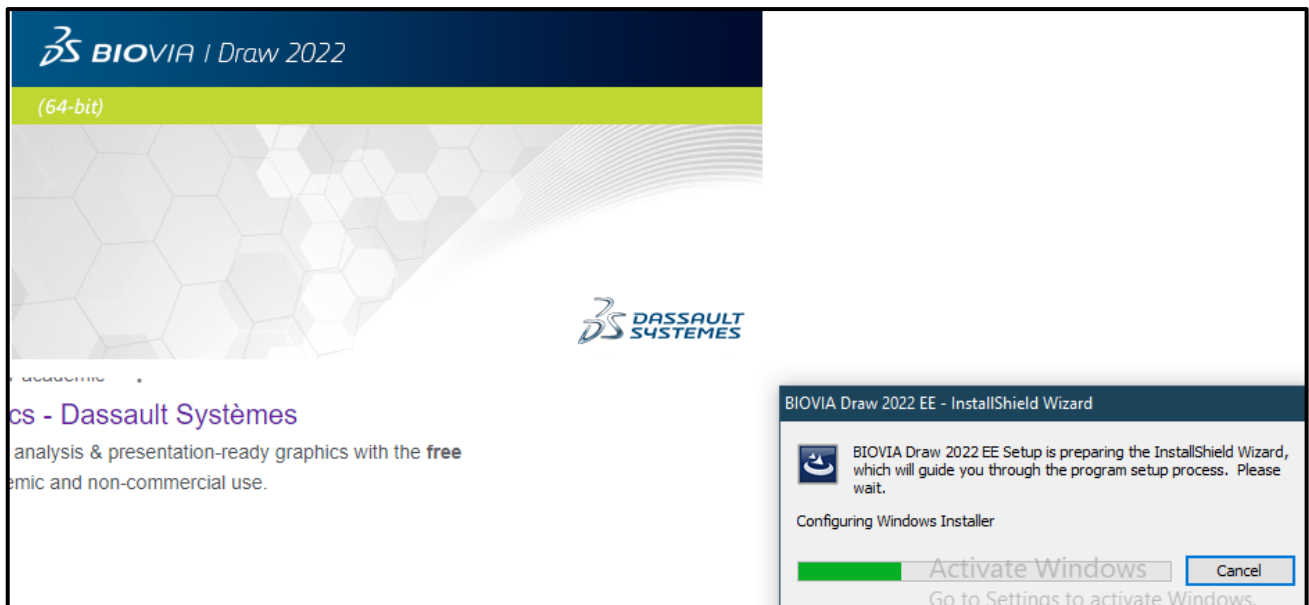 3DS BIOVIA | Draw 2022
(64-bit)
3DS DASSAULT
SYSTEMES
academic
cs - Dassault Systèmes
analysis & presentation-ready graphics with the free
emic and non-commercial use.
BIOVIA Draw 2022 EE - InstallShield Wizard
BIOVIA Draw 2022 EE Setup is preparing the InstallShield Wizard,
which will guide you through the program setup process. Please
wait.
Configuring Windows Installer
Activate Windows
Cancel
Go to Settings to activate Windows.